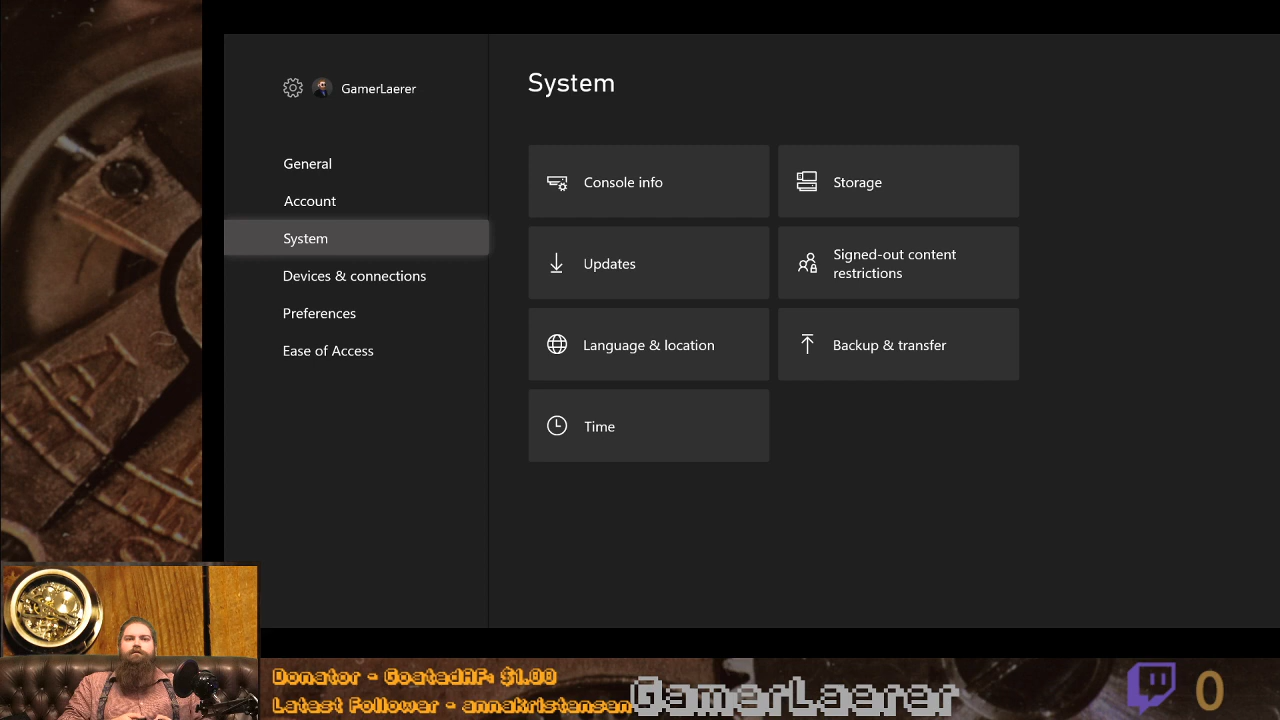 GamerLaerer
General
Account
System
Devices & connections
Preferences
Ease of Access
System
Console info
Storage
Updates
Signed-out content
restrictions
Language & location
Backup & transfer
Time
Donator - GoatedAF: $1.00
Latest Follower - annakristensen
GamerLaerer
0